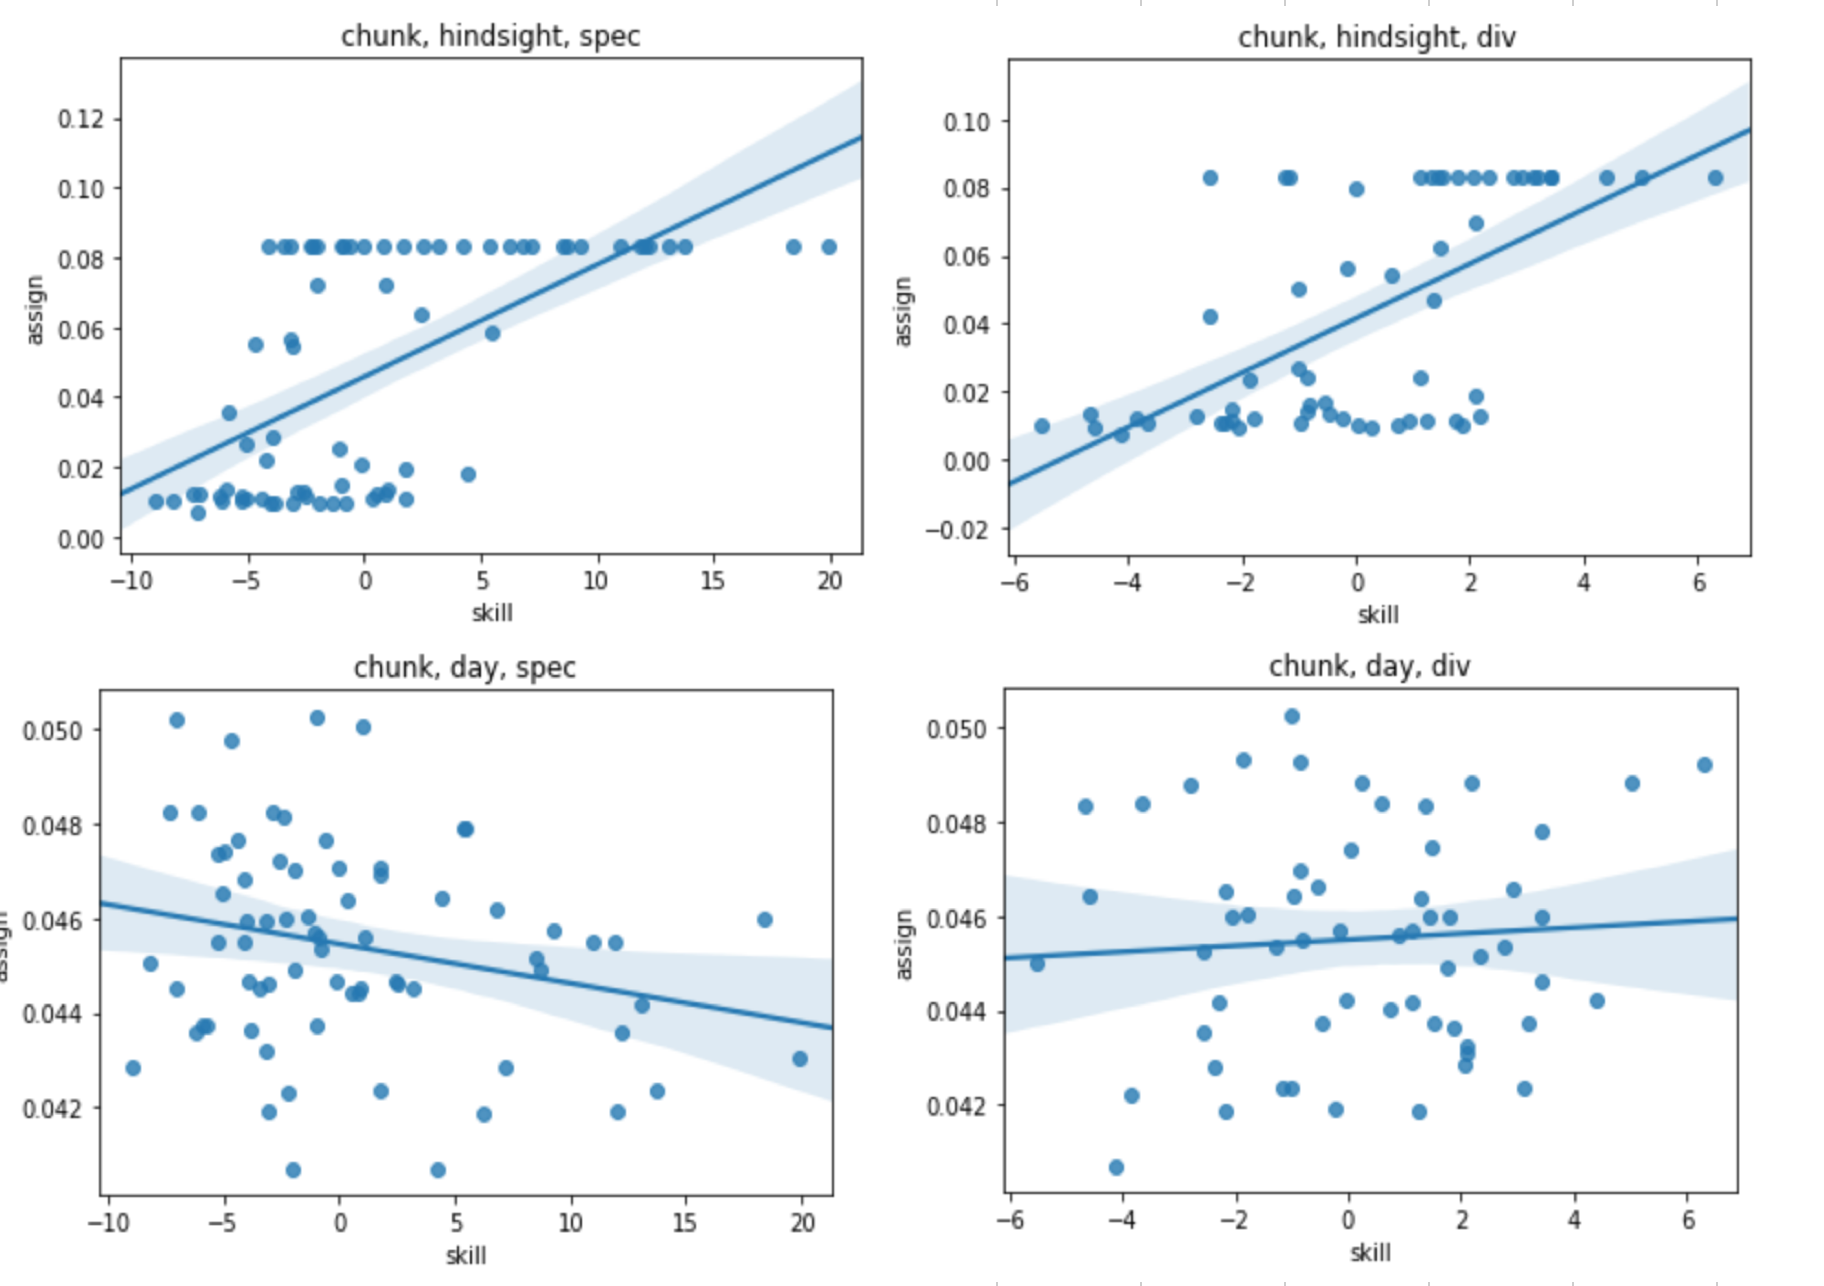 chunk, hindsight, spec
0.12
0.10
0.08
0.06
0.04
0.02
0.00
assign
−10 −5 0 5 10 15 20
skill
chunk, hindsight, div
0.10
0.08
0.06
0.04
0.02
0.00
−0.02
assign
−6 −4 −2 0 2 4 6
skill
chunk, day, spec
0.050
0.048
0.046
0.044
0.042
assign
−10 −5 0 5 10 15 20
skill
chunk, day, div
0.050
0.048
0.046
0.044
0.042
assign
−6 −4 −2 0 2 4 6
skill